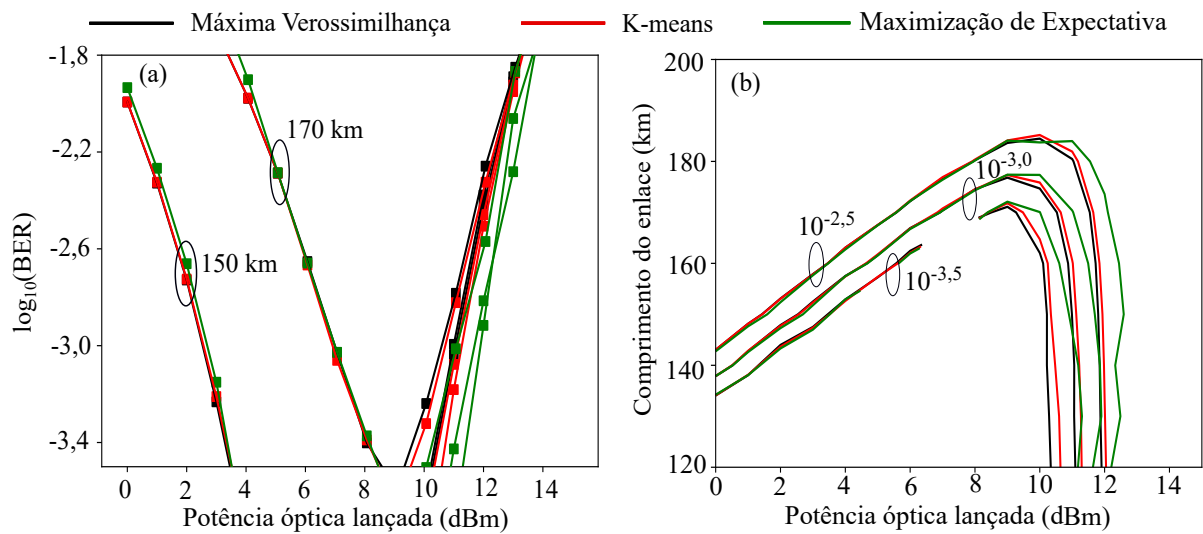 Máxima Verossimilhança K-means Maximização de Expectativa
(a)
log10(BER)
-1,8
-2,2
-2,6
-3,0
-3,4
170 km
150 km
0 2 4 6 8 10 12 14
Potência óptica lançada (dBm)
(b)
Comprimento do enlace (km)
200
180
160
140
120
10-3,0
10-2,5
10-3,5
0 2 4 6 8 10 12 14
Potência óptica lançada (dBm)